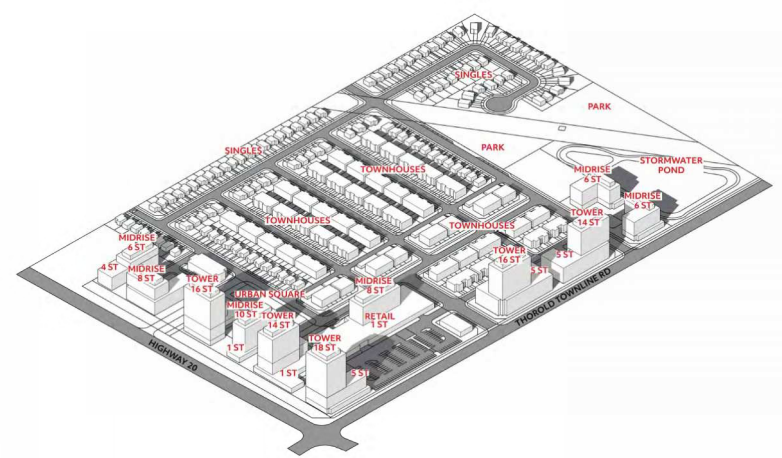 SINGLES
PARK
PARK
SINGLES
TOWNHOUSES
STORMWATER
POND
MIDRISE
6 ST
MIDRISE
6 ST
TOWNHOUSES
TOWNHOUSES
TOWER
14 ST
MIDRISE
6 ST
4 ST
MIDRISE
8 ST
TOWER
16 ST
5 ST
5 ST
TOWER
16 ST
URBAN SQUARE
MIDRISE
8 ST
MIDRISE
10 ST
TOWER
14 ST
RETAIL
1 ST
THOROLD TOWNLINE RD
HIGHWAY 20
1 ST
TOWER
18 ST
1 ST
5 ST